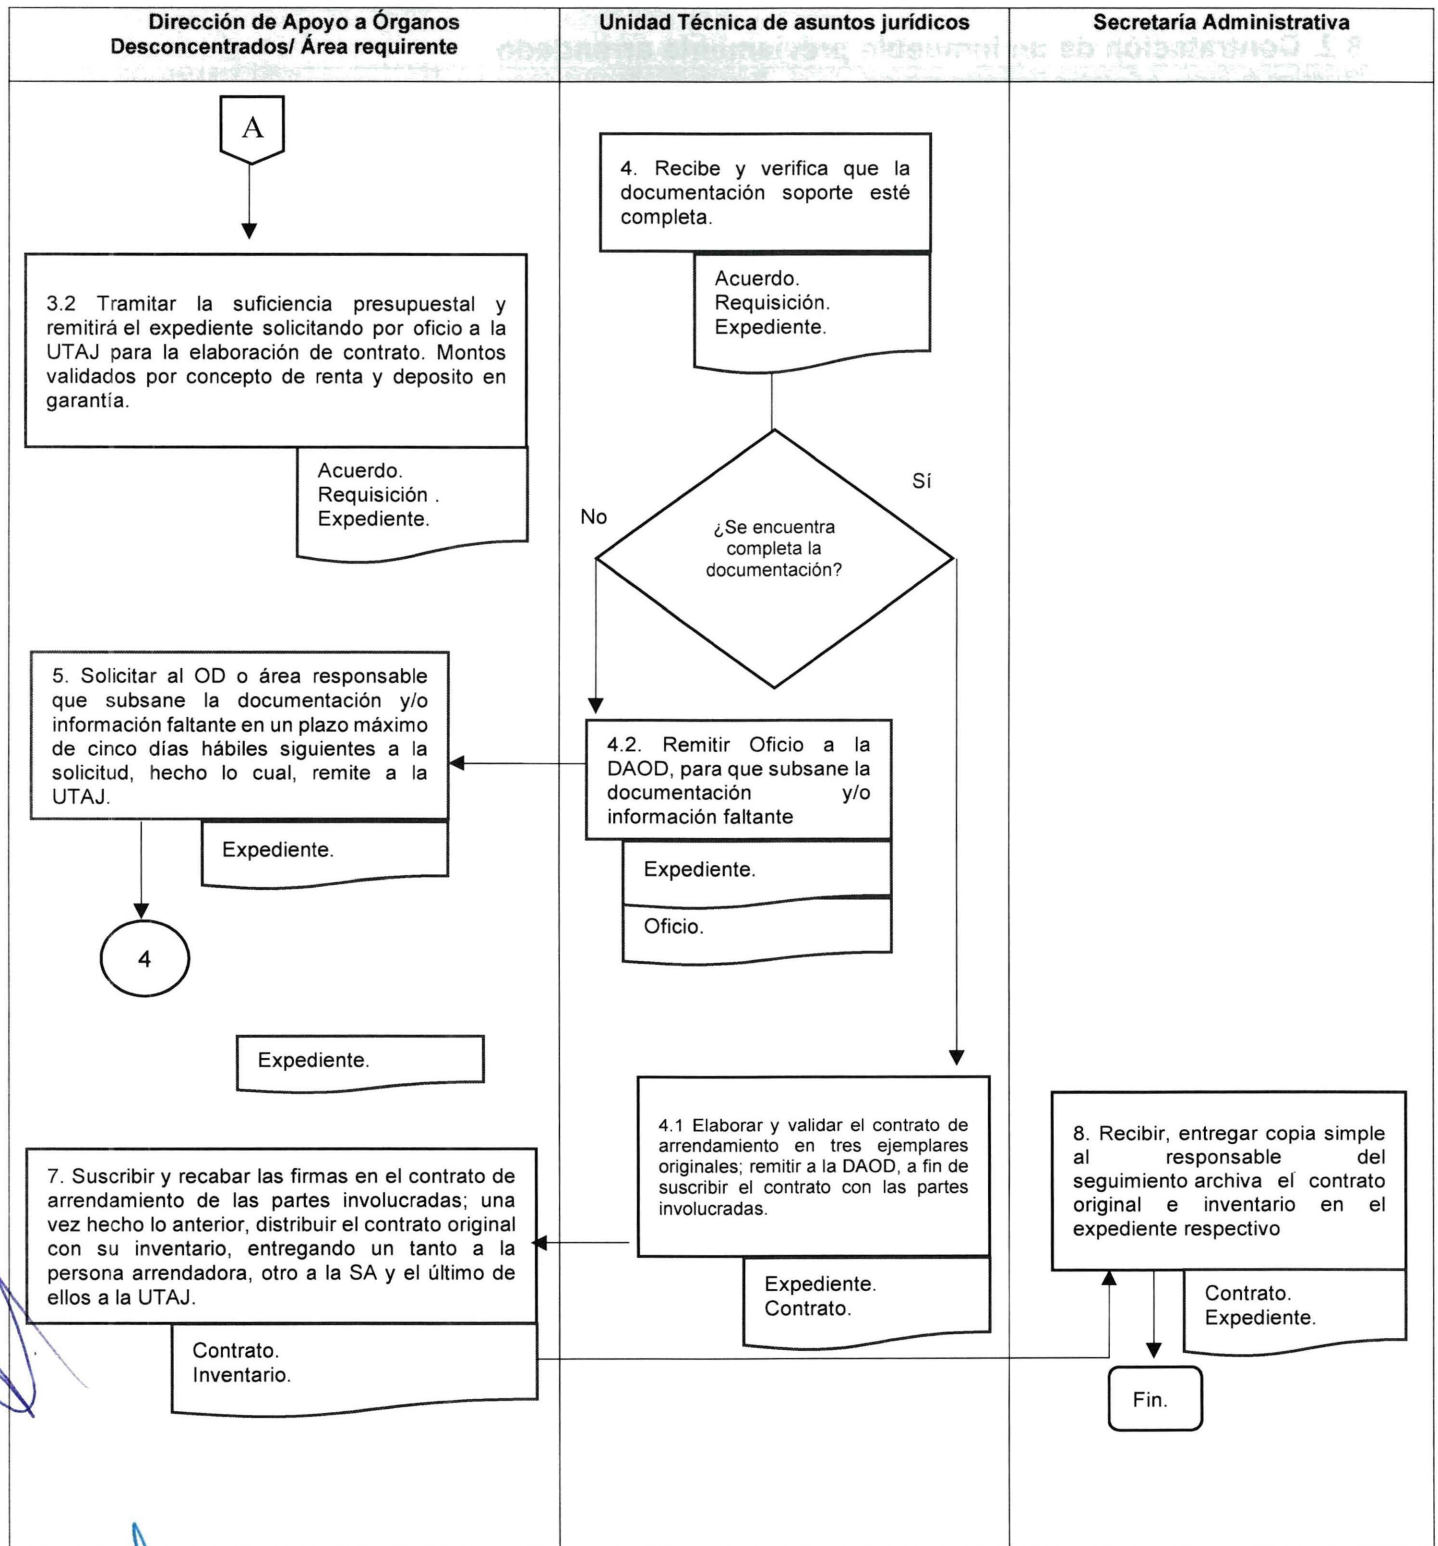 Dirección de Apoyo a Órganos
Desconcentrados/ Área requirente
Unidad Técnica de asuntos jurídicos
Secretaría Administrativa
8.2. Contratación de un inmueble previamente arrendado
A
3.2 Tramitar la suficiencia presupuestal y
remitirá el expediente solicitando por oficio a la
UTAJ para la elaboración de contrato. Montos
validados por concepto de renta y deposito en
garantía.
Acuerdo.
Requisición .
Expediente.
4. Recibe y verifica que la
documentación soporte esté
completa.
Acuerdo.
Requisición.
Expediente.
¿Se encuentra
completa la
documentación?
No
Sí
5. Solicitar al OD o área responsable
que subsane la documentación y/o
información faltante en un plazo máximo
de cinco días hábiles siguientes a la
solicitud, hecho lo cual, remite a la
UTAJ.
Expediente.
4
4.2. Remitir Oficio a la
DAOD, para que subsane la
documentación y/o
información faltante
Expediente.
Oficio.
Expediente.
4.1 Elaborar y validar el contrato de
arrendamiento en tres ejemplares
originales; remitir a la DAOD, a fin de
suscribir el contrato con las partes
involucradas.
Expediente.
Contrato.
7. Suscribir y recabar las firmas en el contrato de
arrendamiento de las partes involucradas; una
vez hecho lo anterior, distribuir el contrato original
con su inventario, entregando un tanto a la
persona arrendadora, otro a la SA y el último de
ellos a la UTAJ.
Contrato.
Inventario.
8. Recibir, entregar copia simple
al responsable del
seguimiento archiva el contrato
original e inventario en el
expediente respectivo
Contrato.
Expediente.
Fin.